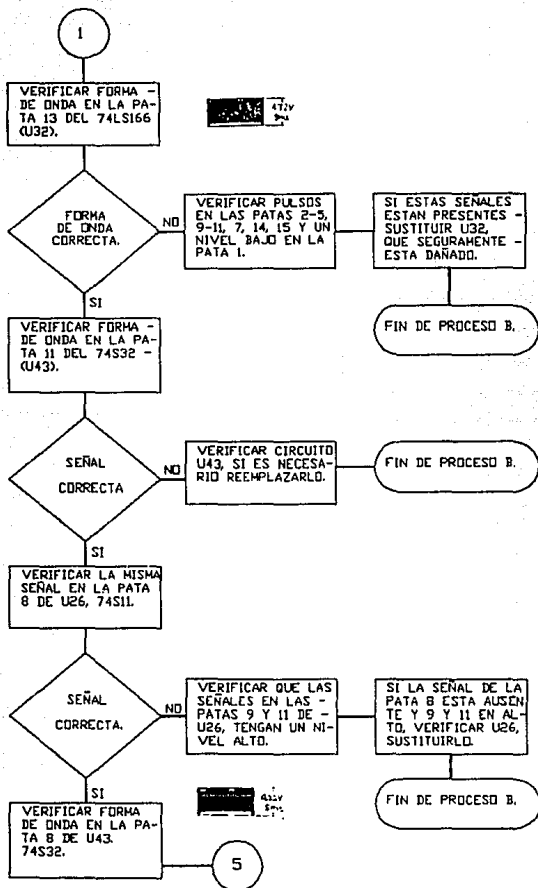 1
VERIFICAR FORMA -
DE ONDA EN LA PA-
TA 13 DEL 74LS166
(U32).
FORMA
DE ONDA
CORRECTA.
NO
VERIFICAR PULSOS
EN LAS PATAS 2-5,
9-11, 7, 14, 15 Y UN
NIVEL BAJO EN LA
PATA 1.
SI ESTAS SEÑALES
ESTAN PRESENTES -
SUSTITUIR U32,
QUE SEGURAMENTE -
ESTA DAÑADO.
FIN DE PROCESO B.
SI
VERIFICAR FORMA -
DE ONDA EN LA PA-
TA 11 DEL 74S32 -
(U43).
SEÑAL
CORRECTA
NO
VERIFICAR CIRCUITO
U43, SI ES NECESA-
RIO REEMPLAZARLO.
FIN DE PROCESO B.
SI
VERIFICAR LA MISMA
SEÑAL EN LA PATA
8 DE U26, 74S11.
SEÑAL
CORRECTA.
NO
VERIFICAR QUE LAS
SEÑALES EN LAS -
PATAS 9 Y 11 DE -
U26, TENGAN UN NI-
VEL ALTO.
SI LA SEÑAL DE LA
PATA 8 ESTA AUSEN-
TE Y 9 Y 11 EN AL-
TO, VERIFICAR U26,
SUSTITUIRLO.
FIN DE PROCESO B.
SI
VERIFICAR FORMA
DE ONDA EN LA PA-
TA 8 DE U43.
74S32.
5